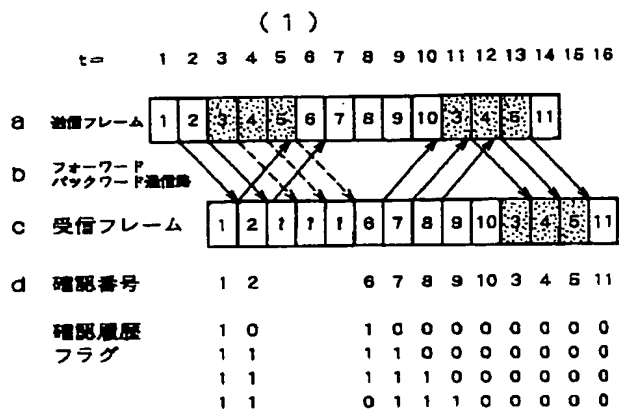 (1)
t= 1 2 3 4 5 6 7 8 9 10 11 12 13 14 15 16
a 送信フレーム 1 2 3 4 5 6 7 8 9 10 3 4 5 11
b フォーワード
バックワード通信路
c 受信フレーム 1 2 ? ? ? 6 7 8 9 10 3 4 5 11
d 確認番号 1 2 6 7 8 9 10 3 4 5 11
確認履歴 1 0 1 0 0 0 0 0 0 0 0
フラグ 1 1 1 1 0 0 0 0 0 0 0
1 1 1 1 1 0 0 0 0 0 0
1 1 0 1 1 1 0 0 0 0 0